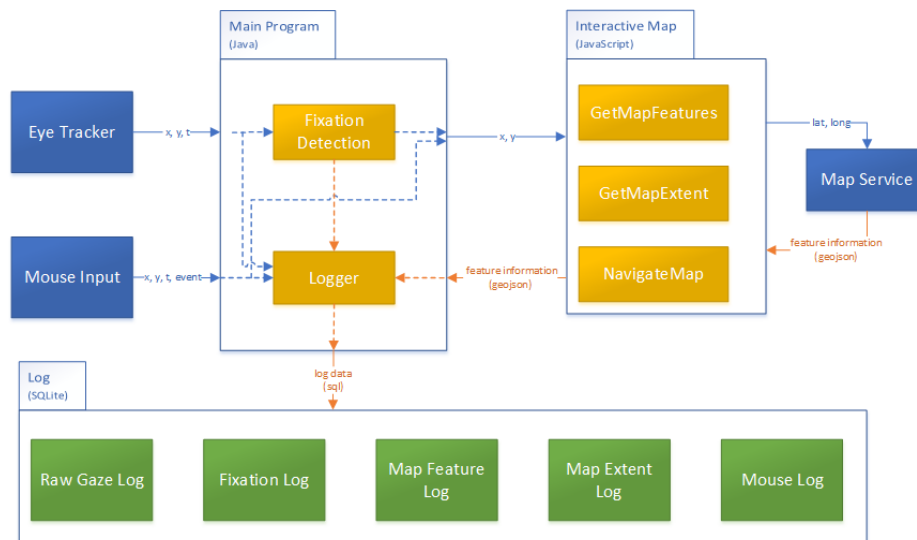 Main Program
(Java)
Interactive Map
(JavaScript)
Eye Tracker
x, y, t
Fixation
Detection
x, y
GetMapFeatures
lat, long
GetMapExtent
Map Service
Mouse Input
x, y, t, event
Logger
feature information
(geojson)
NavigateMap
feature information
(geojson)
log data
(sql)
Log
(SQLite)
Raw Gaze Log
Fixation Log
Map Feature
Log
Map Extent
Log
Mouse Log